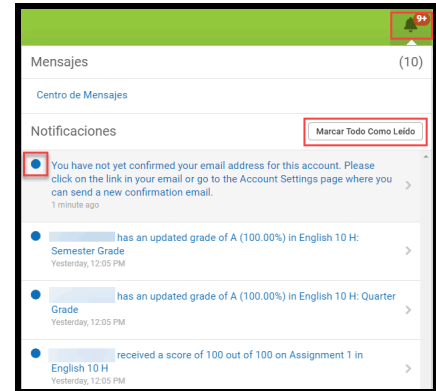 9+
Mensajes (10)
Centro de Mensajes
Notificaciones Marcar Todo Como Leído
You have not yet confirmed your email address for this account. Please
click on the link in your email or go to the Account Settings page where you
can send a new confirmation email.
1 minute ago
has an updated grade of A (100.00%) in English 10 H:
Semester Grade
Yesterday, 12:05 PM
has an updated grade of A (100.00%) in English 10 H: Quarter
Grade
Yesterday, 12:05 PM
received a score of 100 out of 100 on Assignment 1 in
English 10 H
Yesterday, 12:05 PM